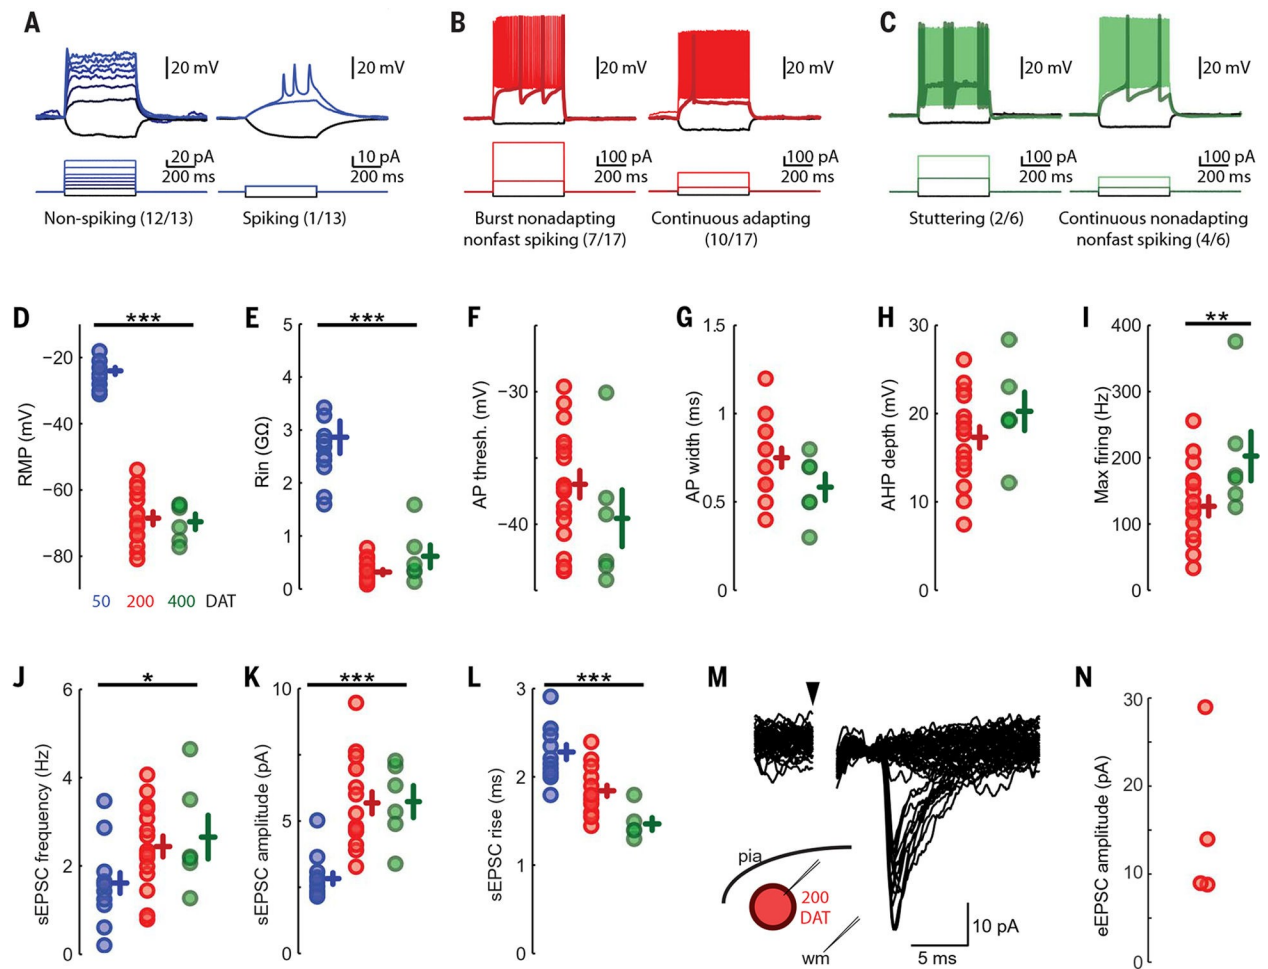 A
20 mV
20 mV
20 pA
200 ms
10 pA
200 ms
Non-spiking (12/13)
Spiking (1/13)
B
20 mV
20 mV
100 pA
200 ms
100 pA
200 ms
Burst nonadapting
nonfast spiking (7/17)
Continuous adapting
(10/17)
C
20 mV
20 mV
100 pA
200 ms
100 pA
200 ms
Stuttering (2/6)
Continuous nonadapting
nonfast spiking (4/6)
D
***
RMP (mV)
−20
−40
−60
−80
50 200 400 DAT
E
***
Rin (GΩ)
5
4
3
2
1
0
F
AP thresh. (mV)
−30
−40
G
AP width (ms)
1.5
1
0.5
0
H
AHP depth (mV)
30
20
10
0
I
**
Max firing (Hz)
400
300
200
100
0
J
*
sEPSC frequency (Hz)
6
4
2
0
K
***
sEPSC amplitude (pA)
10
5
0
L
***
sEPSC rise (ms)
3
2
1
0
M
pia
200
DAT
wm
10 pA
5 ms
N
eEPSC amplitude (pA)
30
20
10
0